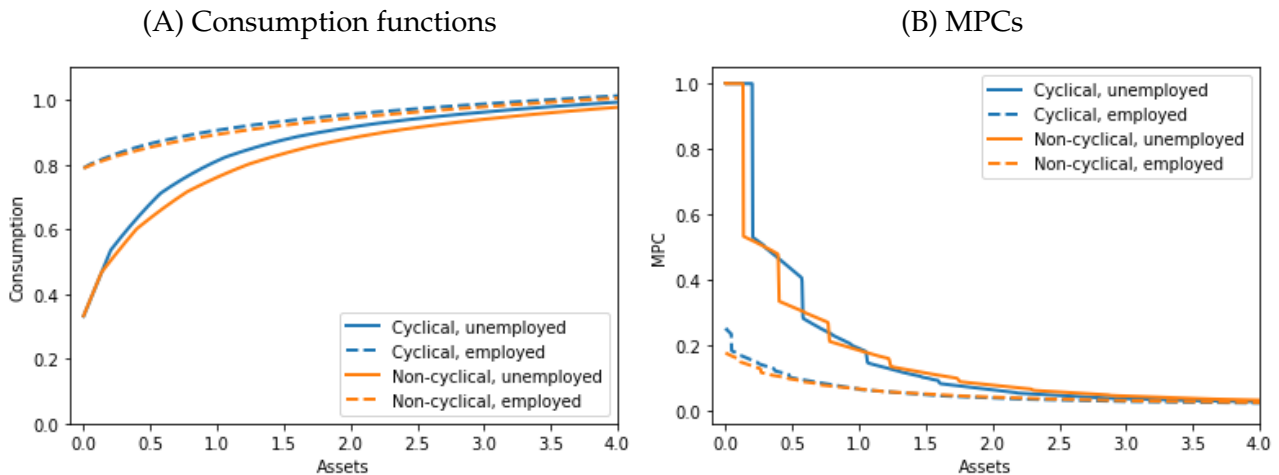 (A) Consumption functions
1.0
0.8
0.6
0.4
0.2
0.0
Consumption
Cyclical, unemployed
Cyclical, employed
Non-cyclical, unemployed
Non-cyclical, employed
0.0 0.5 1.0 1.5 2.0 2.5 3.0 3.5 4.0
Assets
(B) MPCs
1.0
0.8
0.6
0.4
0.2
0.0
MPC
Cyclical, unemployed
Cyclical, employed
Non-cyclical, unemployed
Non-cyclical, employed
0.0 0.5 1.0 1.5 2.0 2.5 3.0 3.5 4.0
Assets